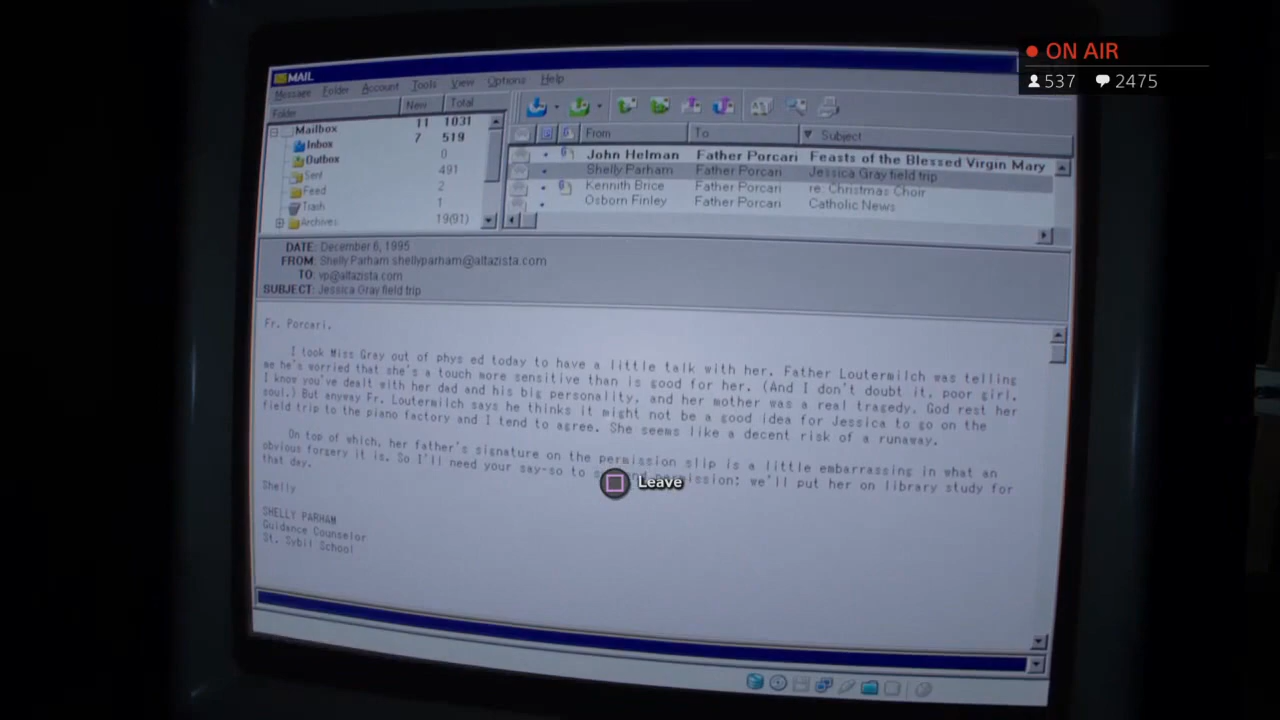 ON AIR
537 2475
MAIL
Message Folder Account Tools View Options Help
Folder New Total
Mailbox 11 1031
Inbox 7 519
Outbox 0
Sent 491
Feed 2
Trash 1
Archives 19(91)
From To Subject
John Helman Father Porcari Feasts of the Blessed Virgin Mary
Shelly Parham Father Porcari Jessica Gray field trip
Kennith Brice Father Porcari re: Christmas Choir
Osborn Finley Father Porcari Catholic News
DATE: December 6, 1995
FROM: Shelly Parham shellyparham@altazista.com
TO: vp@altazista.com
SUBJECT: Jessica Gray field trip
Fr. Porcari,
I took Miss Gray out of phys ed today to have a little talk with her. Father Loutermilch was telling
me he's worried that she's a touch more sensitive than is good for her. (And I don't doubt it, poor girl.
I know you've dealt with her dad and his big personality, and her mother was a real tragedy, God rest her
soul.) But anyway Fr. Loutermilch says he thinks it might not be a good idea for Jessica to go on the
field trip to the piano factory and I tend to agree. She seems like a decent risk of a runaway.
On top of which, her father's signature on the permission slip is a little embarrassing in what an
obvious forgery it is. So I'll need your say-so to permission; we'll put her on library study for
that day.
Leave
Shelly
SHELLY PARHAM
Guidance Counselor
St. Sybil School